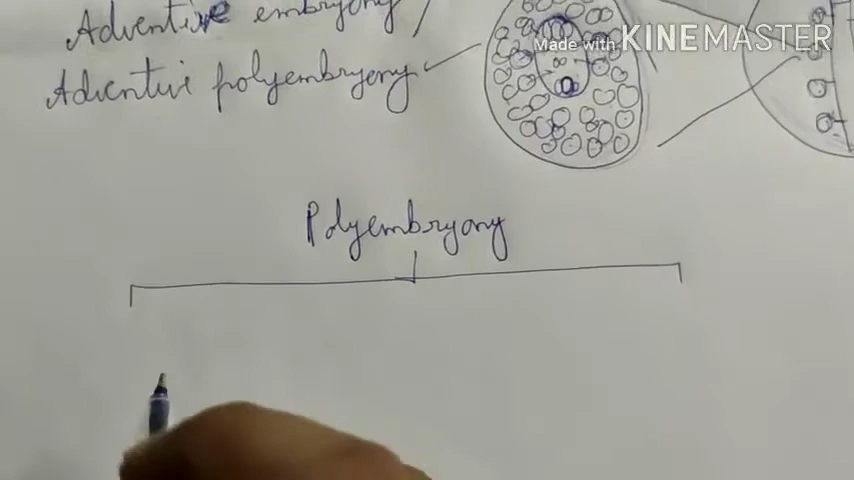 Adventive embryony
Made with KINEMASTER
Adventive polyembryony
Polyembryony